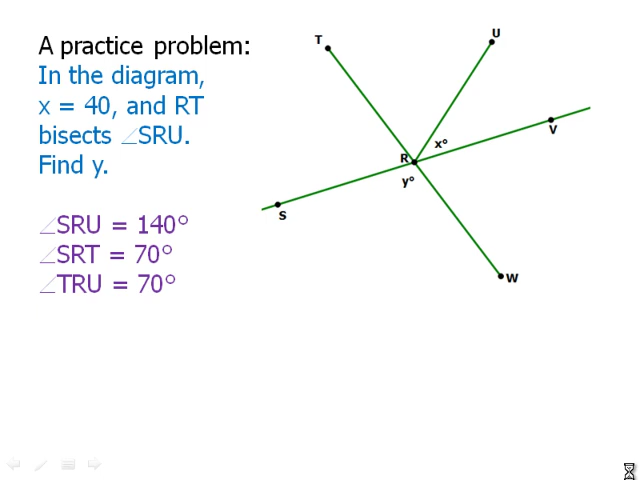 A practice problem:
In the diagram,
x = 40, and RT
bisects ∠SRU.
Find y.
∠SRU = 140°
∠SRT = 70°
∠TRU = 70°
T
U
V
x°
R
y°
S
W